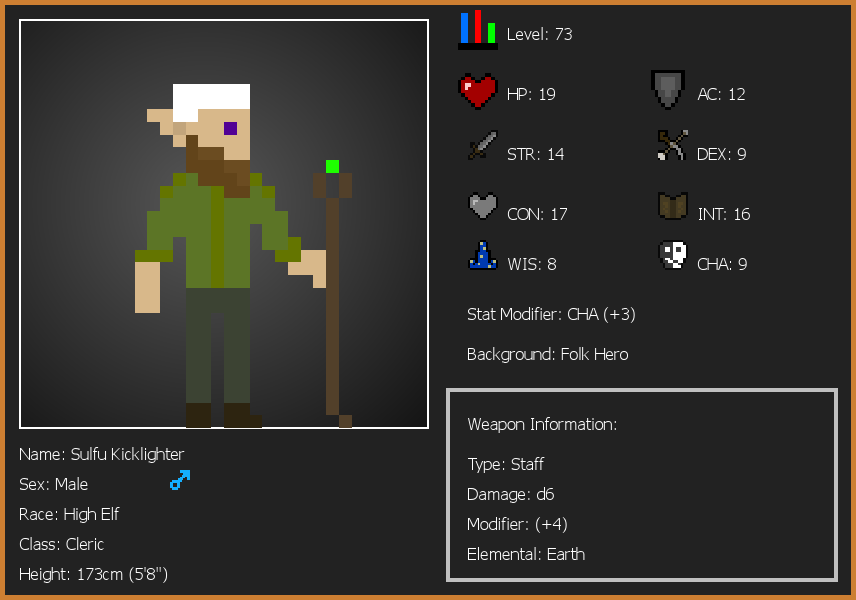 Level: 73
HP: 19
AC: 12
STR: 14
DEX: 9
CON: 17
INT: 16
WIS: 8
CHA: 9
Stat Modifier: CHA (+3)
Background: Folk Hero
Weapon Information:
Type: Staff
Damage: d6
Modifier: (+4)
Elemental: Earth
Name: Sulfu Kicklighter
Sex: Male
Race: High Elf
Class: Cleric
Height: 173cm (5'8")